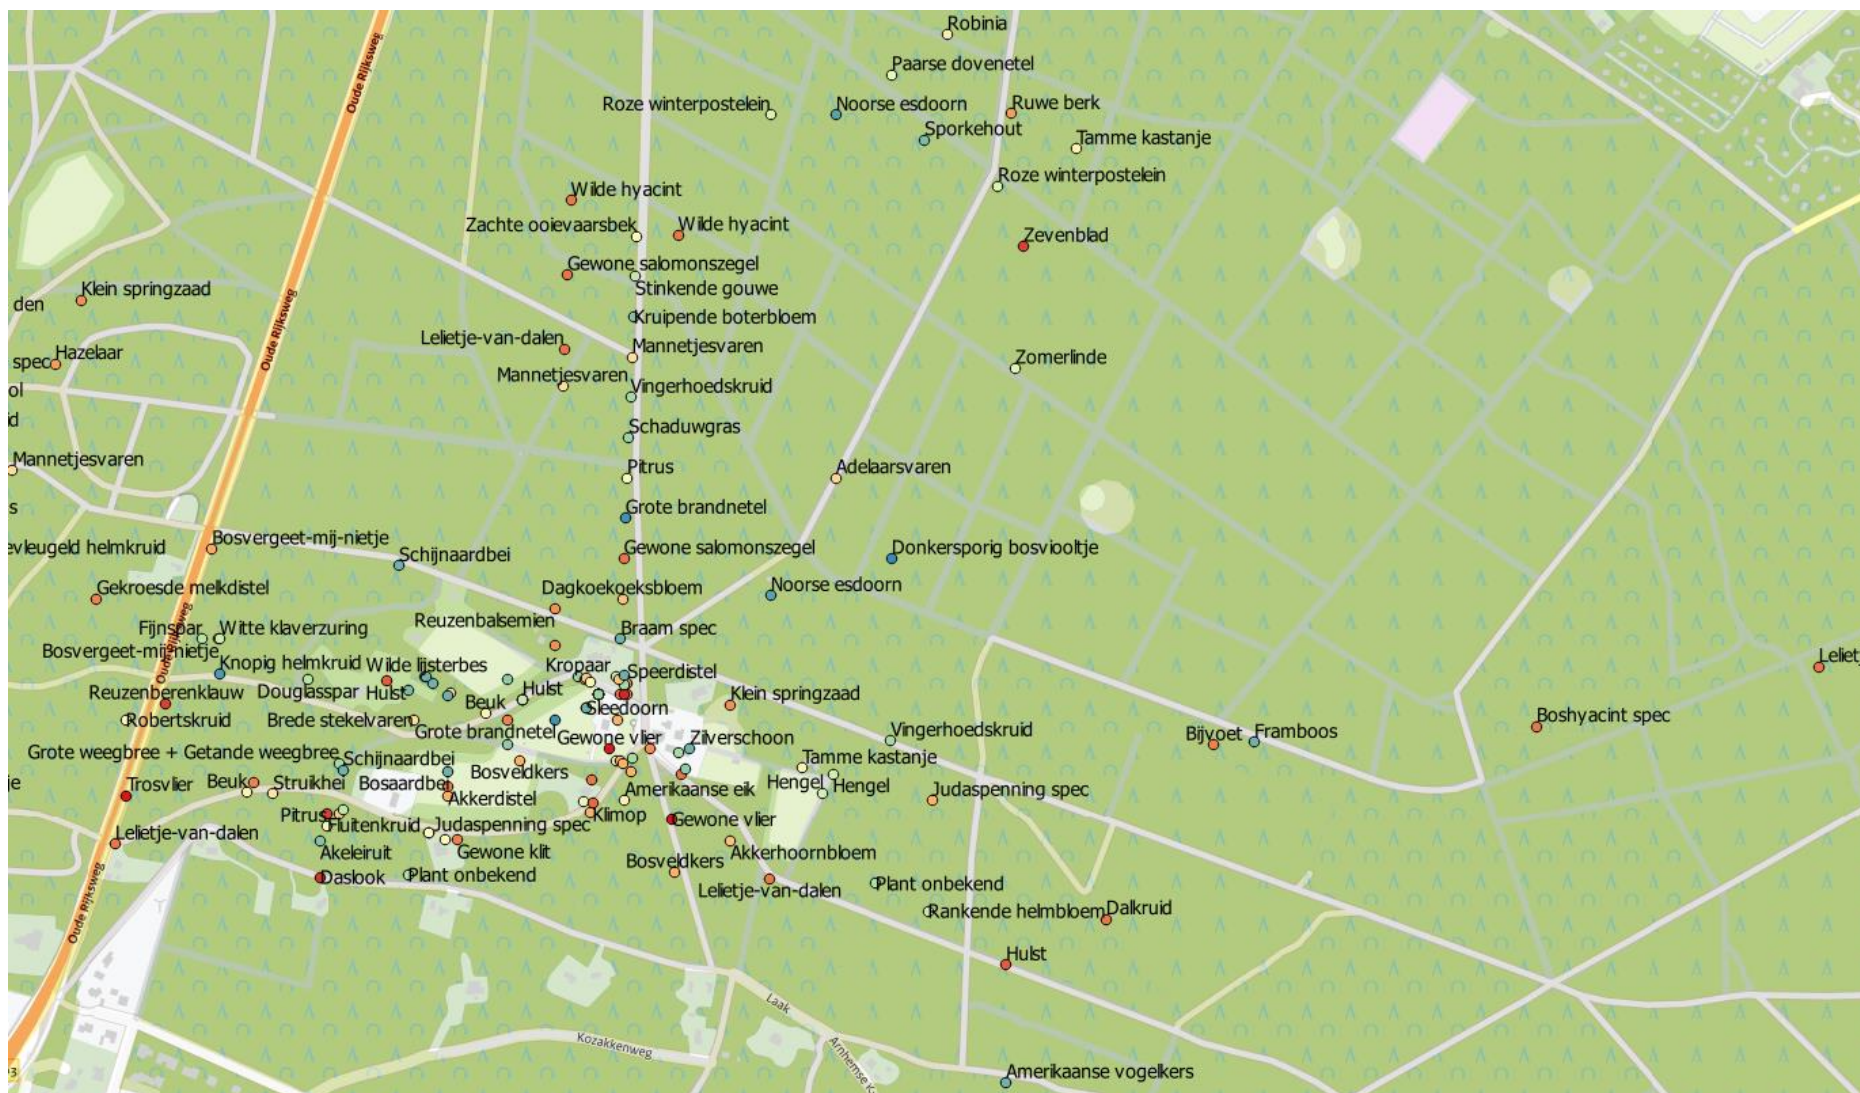 Robinia
Oude Rijksweg
Paarse dovenetel
Roze winterpostelein
Noorse esdoorn
Ruwe berk
Sporkehout
Tamme kastanje
Roze winterpostelein
Wilde hyacint
Zachte ooievaarsbek
Wilde hyacint
Zevenblad
Gewone salomonszegel
Klein springzaad
Stinkende gouwe
den
Oude Rijksweg
Kruipende boterbloem
Lelietje-van-dalen
Mannetjesvaren
spec
Hazelaar
Zomerlinde
Mannetjesvaren
Vingerhoedskruid
ol
id
Schaduwgras
Mannetjesvaren
Pitrus
Adelaarsvaren
s
Grote brandnetel
Bosvergeet-mij-nietje
evleugeld helmkruid
Schijnaardbei
Gewone salomonszegel
Donkersporig bosviooltje
Gekroesde melkdistel
Dagkoekoeksbloem
Noorse esdoorn
Oude Rijksweg
Reuzenbalsemien
Fijnspar
Witte klaverzuring
Braam spec
Bosvergeet-mij-nietje
Knopig helmkruid
Wilde lijsterbes
Kropaar
Speerdistel
Leliet
Reuzenberenklauw
Douglasspar
Hulst
Hulst
Klein springzaad
Beuk
Sleedoorn
Boshyacint spec
Robertskruid
Brede stekelvaren
Grote brandnetel
Gewone vlier
Zilverschoon
Vingerhoedskruid
Bijvoet
Framboos
Grote weegbree + Getande weegbree
Schijnaardbei
Tamme kastanje
Bosveldkers
je
Trosvlier
Beuk
Struikhei
Bosaardbei
Akkerdistel
Amerikaanse eik
Hengel
Hengel
Judaspenning spec
Pitrus
Fluitenkruid
Judaspenning spec
Klimop
Gewone vlier
Lelietje-van-dalen
Akeleiruit
Gewone klit
Bosveldkers
Akkerhoornbloem
Daslook
Plant onbekend
Lelietje-van-dalen
Plant onbekend
Oude Rijksweg
Rankende helmbloem
Dalkruid
Hulst
Laak
Kozakkenweg
Arnhemse K
Amerikaanse vogelkers